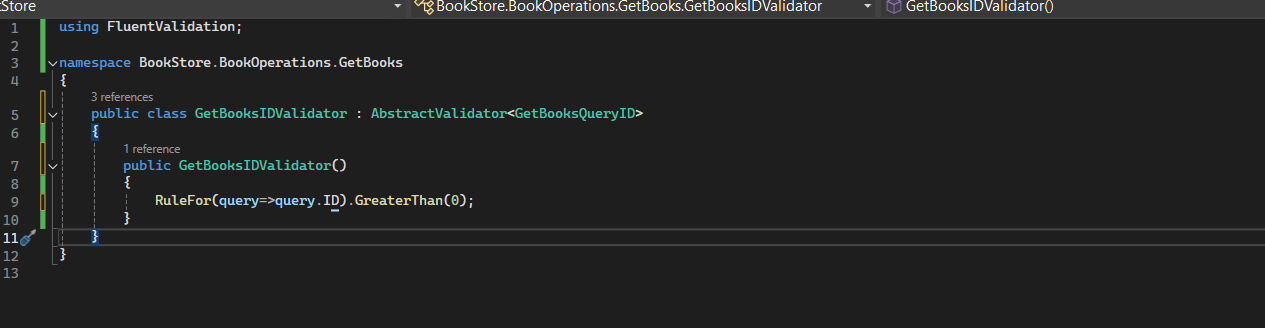 kStore
BookStore.BookOperations.GetBooks.GetBooksIDValidator
GetBooksIDValidator()
1 using FluentValidation;
2
3 namespace BookStore.BookOperations.GetBooks
4 {
3 references
5 public class GetBooksIDValidator : AbstractValidator<GetBooksQueryID>
6 {
1 reference
7 public GetBooksIDValidator()
8 {
9 RuleFor(query=>query.ID).GreaterThan(0);
10 }
11 }
12 }
13